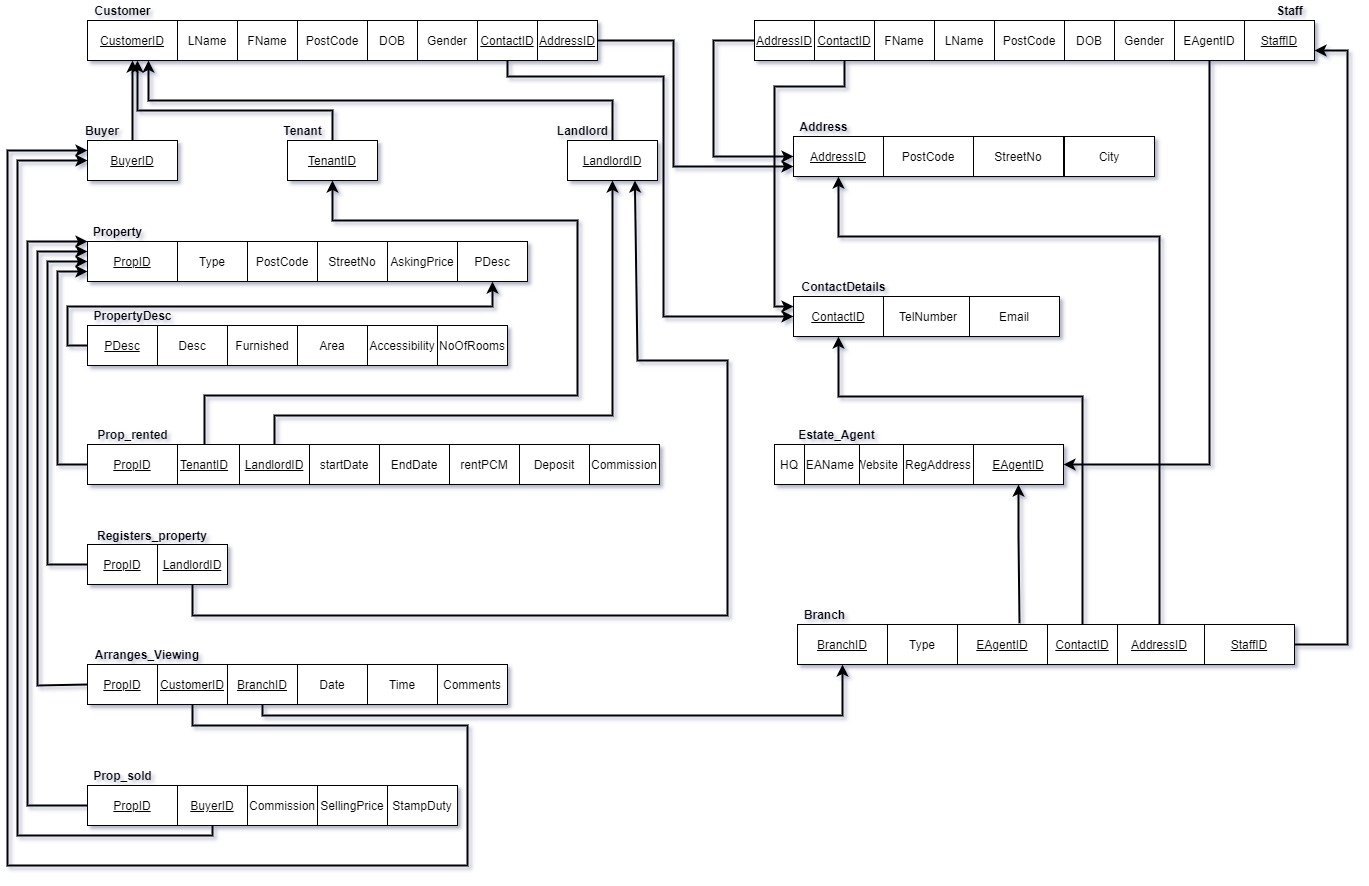 Customer
CustomerID LName FName PostCode DOB Gender ContactID AddressID
Staff
AddressID ContactID FName LName PostCode DOB Gender EAgentID StaffID
Buyer
BuyerID
Tenant
TenantID
Landlord
LandlordID
Address
AddressID PostCode StreetNo City
Property
PropID Type PostCode StreetNo AskingPrice PDesc
PropertyDesc
PDesc Desc Furnished Area Accessibility NoOfRooms
ContactDetails
ContactID TelNumber Email
Prop_rented
PropID TenantID LandlordID startDate EndDate rentPCM Deposit Commission
Estate_Agent
HQ EAName Website RegAddress EAgentID
Registers_property
PropID LandlordID
Branch
BranchID Type EAgentID ContactID AddressID StaffID
Arranges_Viewing
PropID CustomerID BranchID Date Time Comments
Prop_sold
PropID BuyerID Commission SellingPrice StampDuty